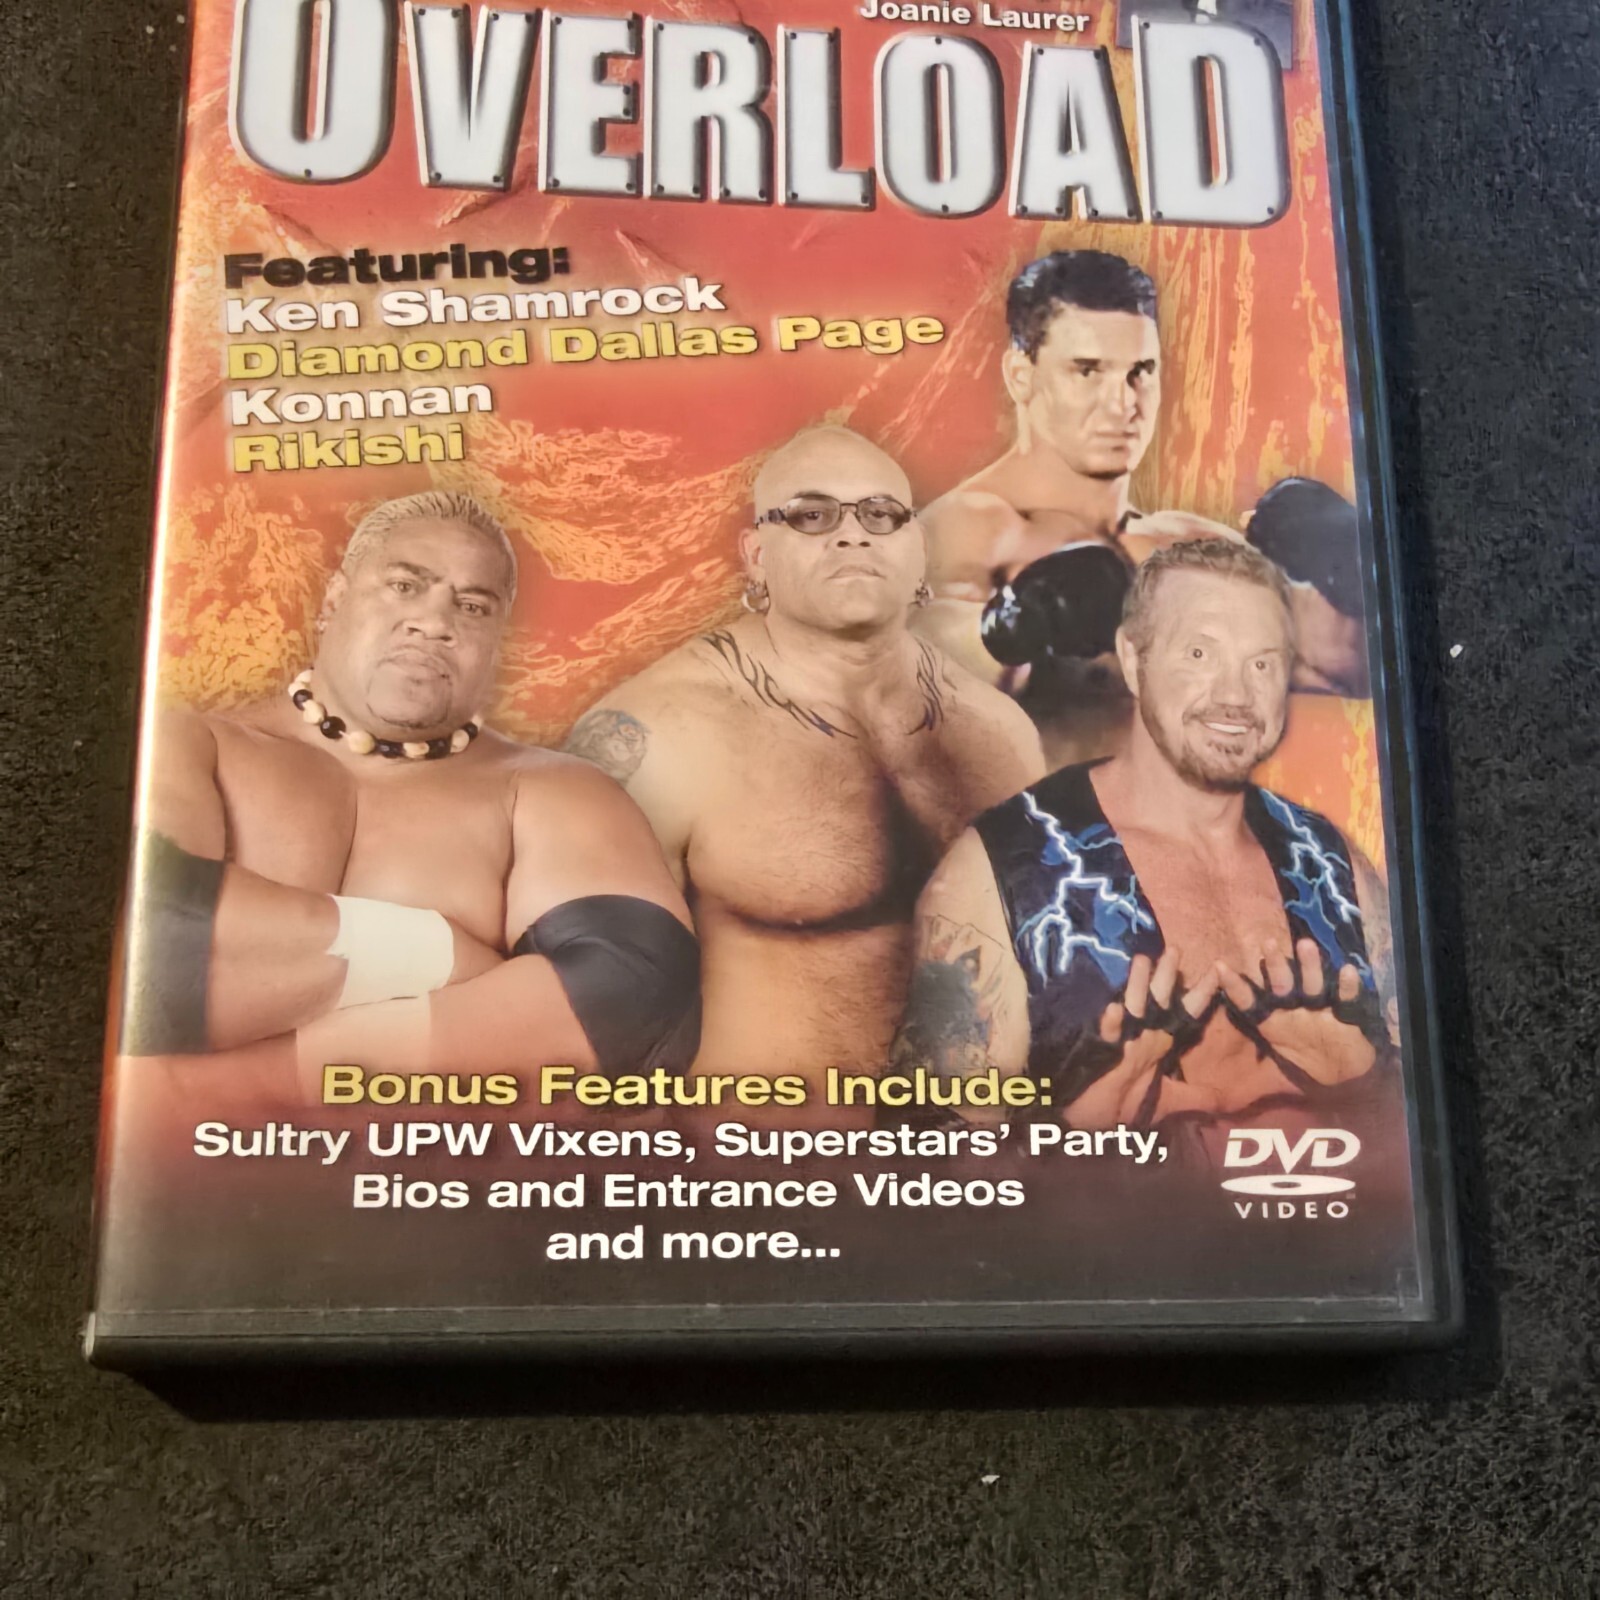 Joanie Laurer
OVERLOAD
Featuring:
Ken Shamrock
Diamond Dallas Page
Konnan
Rikishi
Bonus Features Include:
Sultry UPW Vixens, Superstars' Party,
Bios and Entrance Videos
and more...
DVD
VIDEO